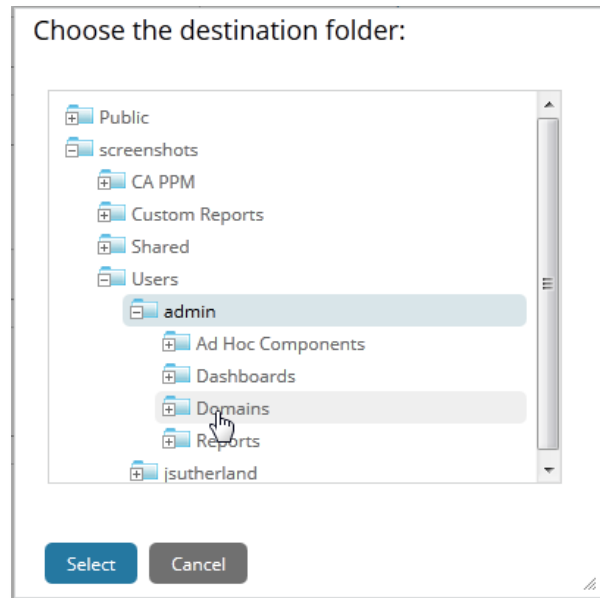 Choose the destination folder:
Public
screenshots
CA PPM
Custom Reports
Shared
Users
admin
Ad Hoc Components
Dashboards
Domains
Reports
jsutherland
Select Cancel